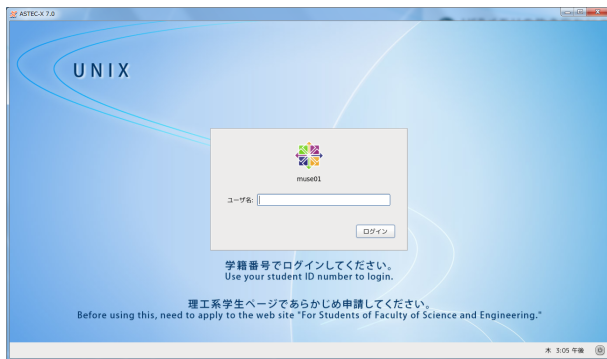 ASTEC-X 7.0
UNIX
muse01
ユーザ名:
ログイン
学籍番号でログインしてください。
Use your student ID number to login.
理工系学生ページであらかじめ申請してください。
Before using this, need to apply to the web site "For Students of Faculty of Science and Engineering."
木 3:05 午後